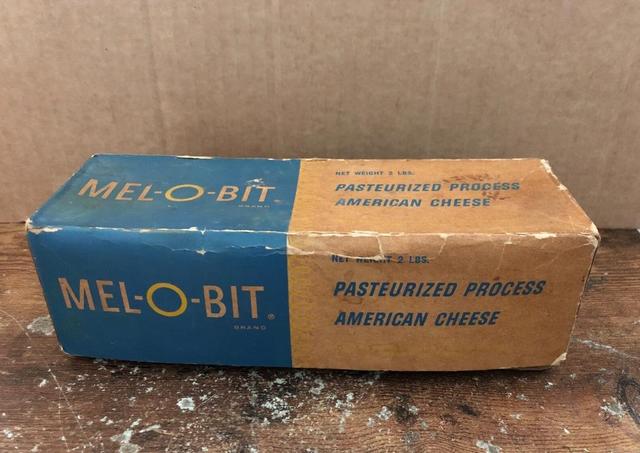 MEL-O-BIT
BRAND
NET WEIGHT 2 LBS.
PASTEURIZED PROCESS
AMERICAN CHEESE
MEL-O-BIT®
BRAND
NET WEIGHT 2 LBS.
PASTEURIZED PROCESS
AMERICAN CHEESE